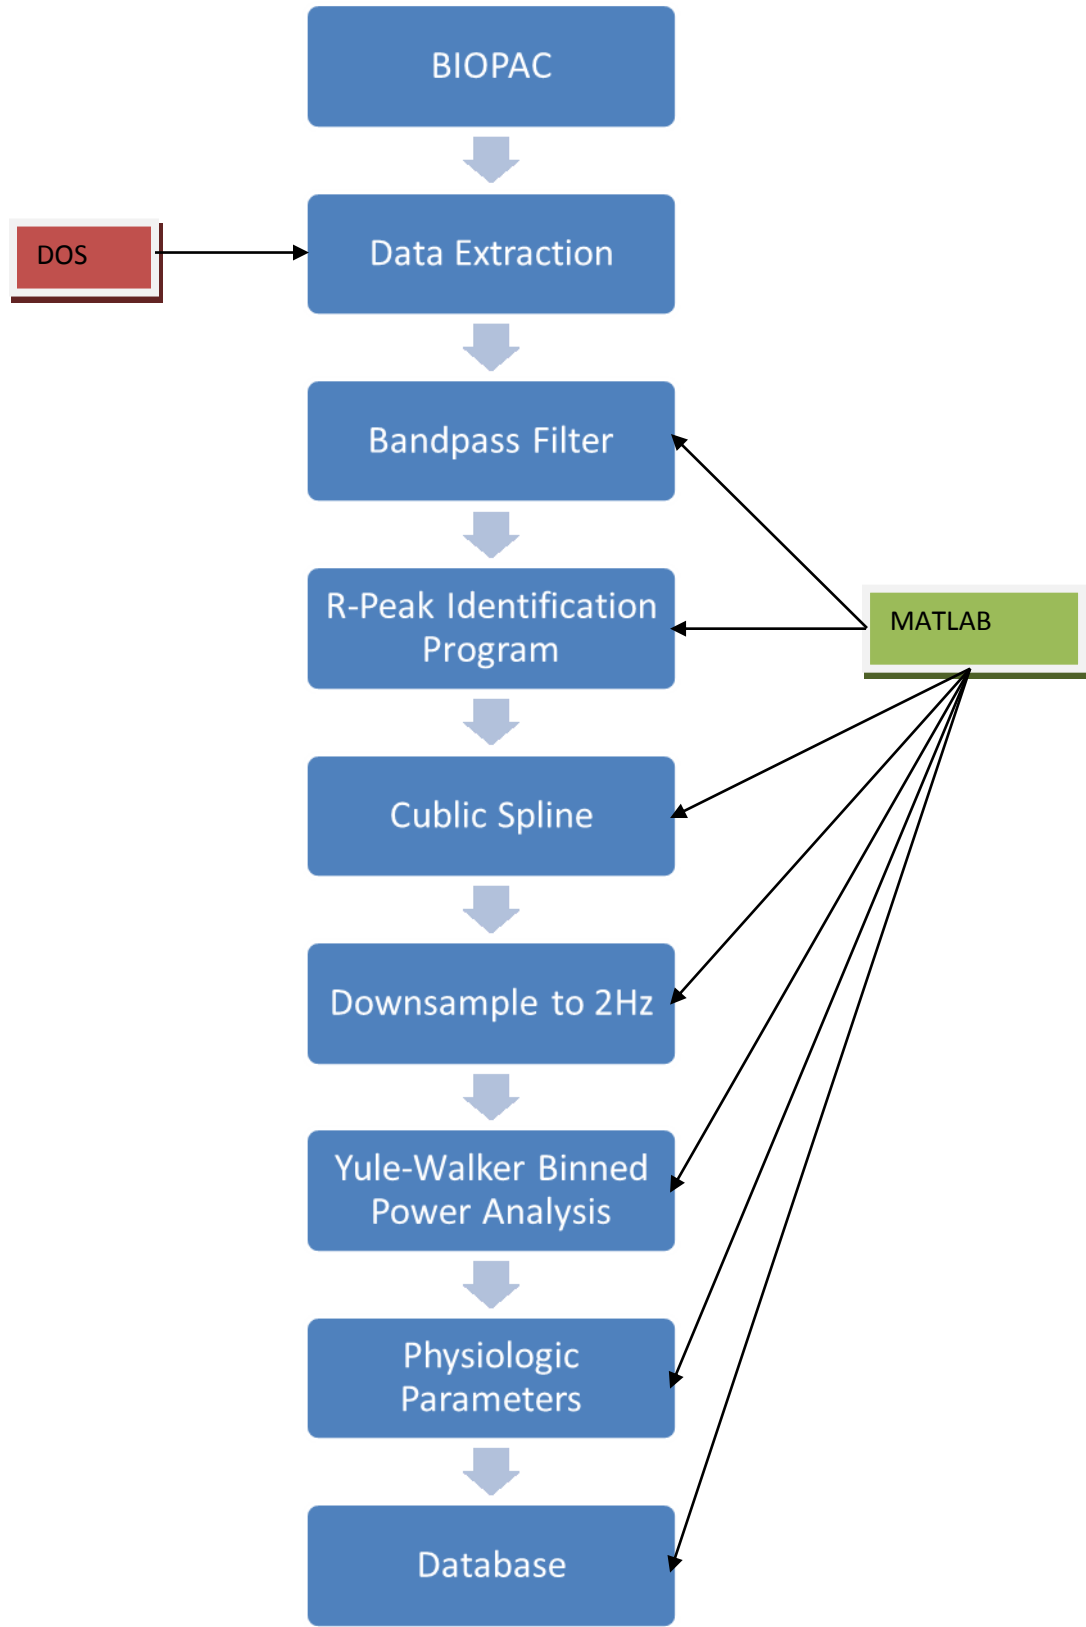 BIOPAC
DOS
Data Extraction
Bandpass Filter
R-Peak Identification
Program
MATLAB
Cublic Spline
Downsample to 2Hz
Yule-Walker Binned
Power Analysis
Physiologic
Parameters
Database